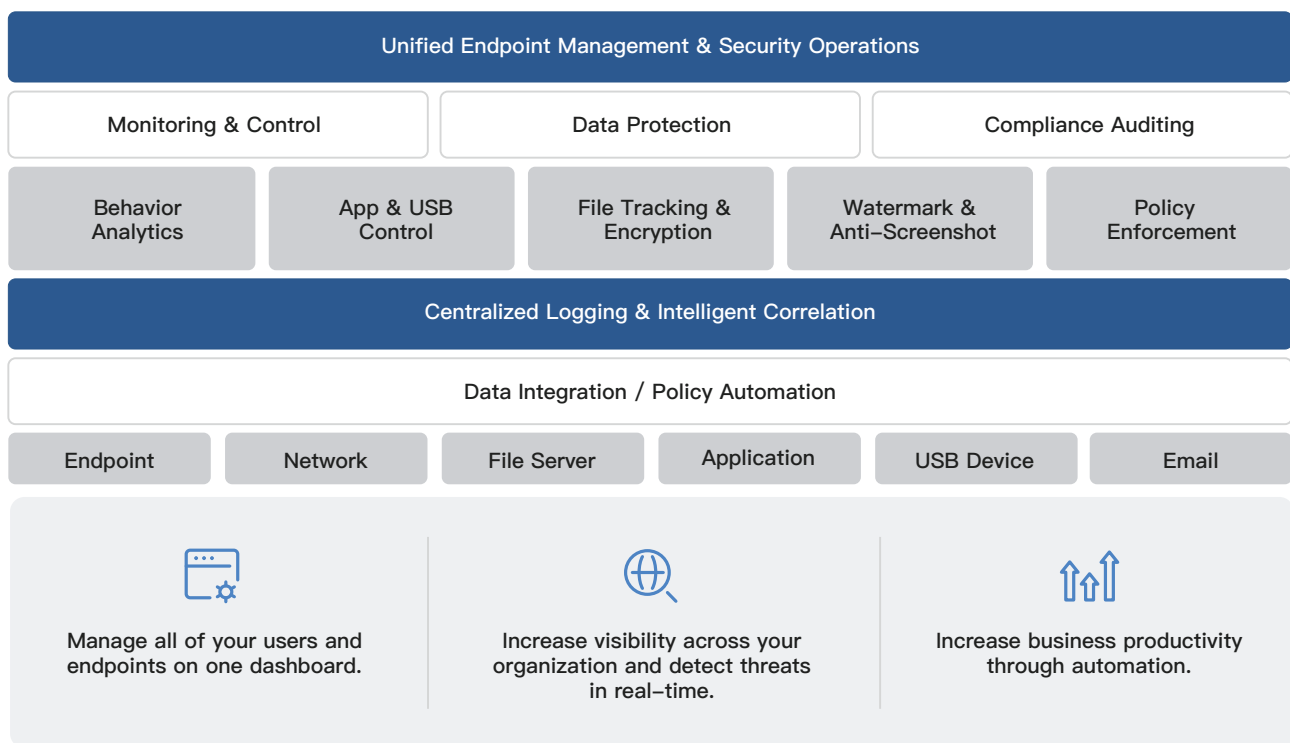 Unified Endpoint Management & Security Operations
Monitoring & Control
Data Protection
Compliance Auditing
Behavior
Analytics
App & USB
Control
File Tracking &
Encryption
Watermark &
Anti–Screenshot
Policy
Enforcement
Centralized Logging & Intelligent Correlation
Data Integration / Policy Automation
Endpoint
Network
File Server
Application
USB Device
Email
Manage all of your users and
endpoints on one dashboard.
Increase visibility across your
organization and detect threats
in real–time.
Increase business productivity
through automation.